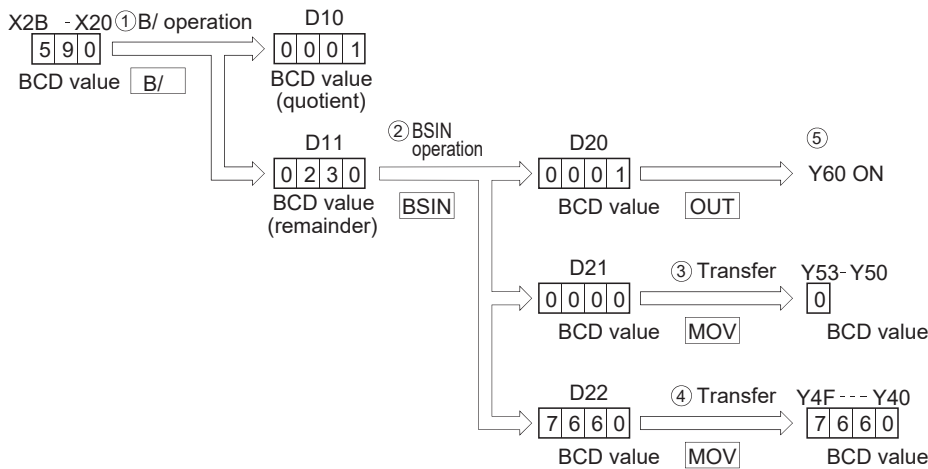 X2B - X20 ① B/ operation
5 9 0
BCD value B/
D10
0 0 0 1
BCD value
(quotient)
D11
0 2 3 0
BCD value
(remainder)
② BSIN
operation
BSIN
D20
0 0 0 1
BCD value OUT
⑤
Y60 ON
D21
0 0 0 0
BCD value
③ Transfer
MOV
Y53- Y50
0
BCD value
D22
7 6 6 0
BCD value
④ Transfer
MOV
Y4F --- Y40
7 6 6 0
BCD value